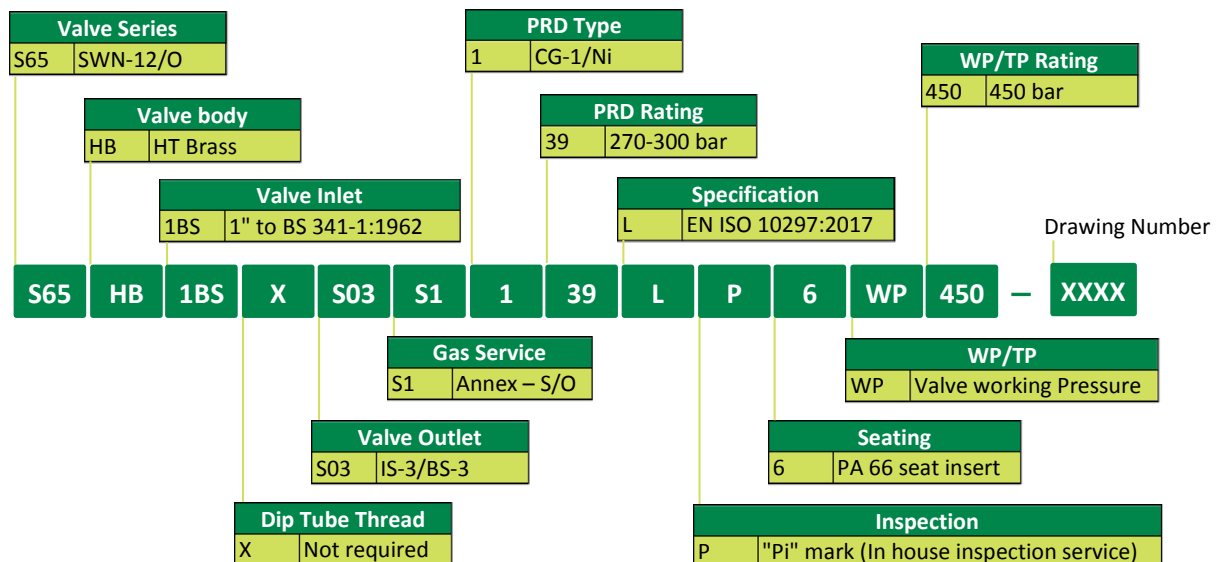 Valve Series
S65 SWN-12/O
PRD Type
1 CG-1/Ni
WP/TP Rating
450 450 bar
Valve body
HB HT Brass
PRD Rating
39 270-300 bar
Valve Inlet
1BS 1" to BS 341-1:1962
Specification
L EN ISO 10297:2017
Drawing Number
S65 HB 1BS X S03 S1 1 39 L P 6 WP 450 – XXXX
Gas Service
S1 Annex – S/O
WP/TP
WP Valve working Pressure
Valve Outlet
S03 IS-3/BS-3
Seating
6 PA 66 seat insert
Dip Tube Thread
X Not required
Inspection
P "Pi" mark (In house inspection service)